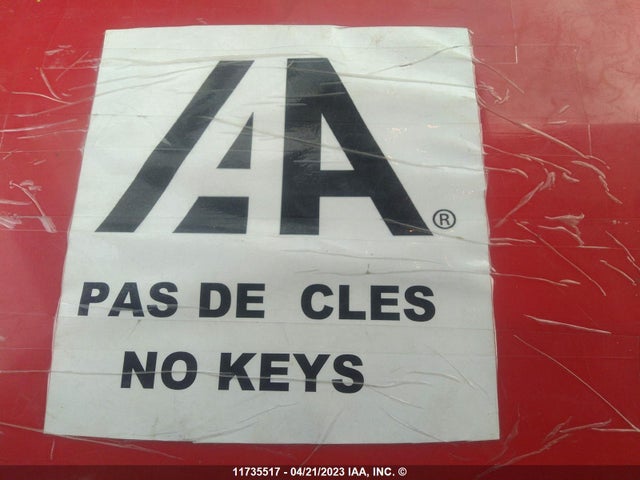 IAA®
PAS DE CLES
NO KEYS
11735517 - 04/21/2023 IAA, INC. ©